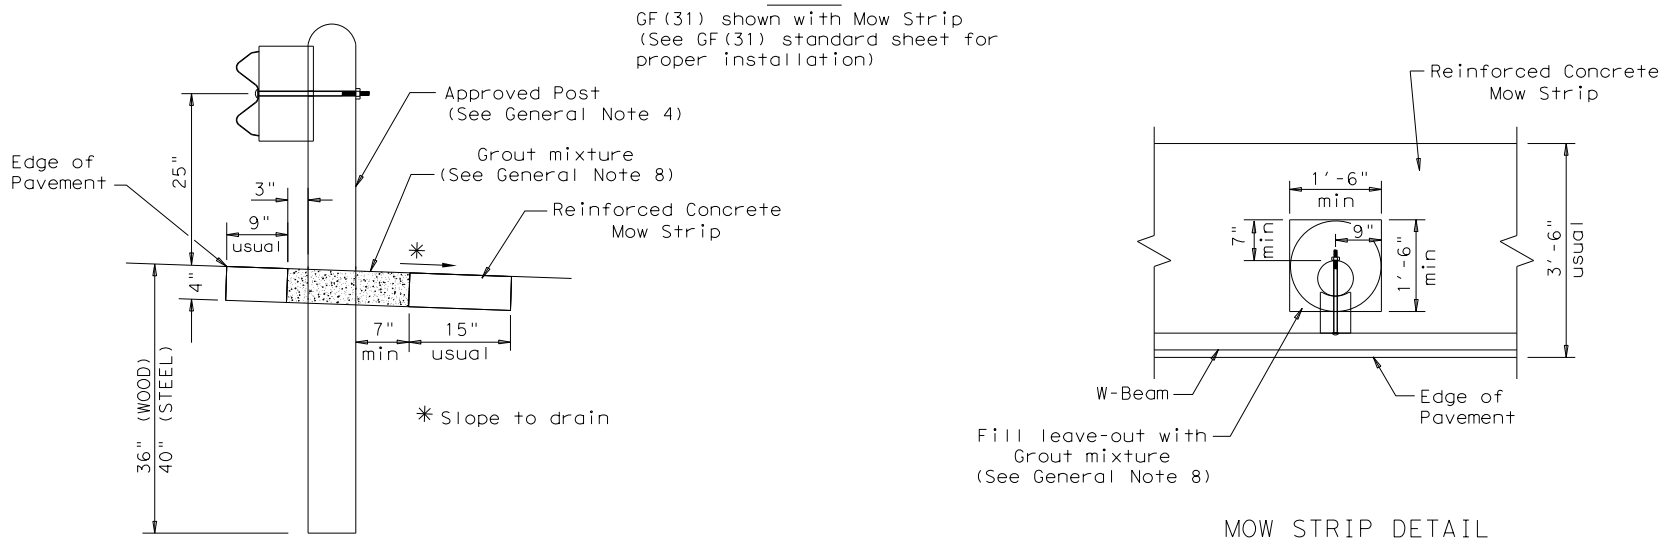 GF(31) shown with Mow Strip
(See GF(31) standard sheet for
proper installation)
Approved Post
(See General Note 4)
Edge of
Pavement
25"
Grout mixture
(See General Note 8)
3"
9"
usual
Reinforced Concrete
Mow Strip
*
4"
7"
min
15"
usual
36" (WOOD)
40" (STEEL)
* Slope to drain
Reinforced Concrete
Mow Strip
1'-6"
min
7"
min
9"
1'-6"
min
3'-6"
usual
W-Beam
Edge of
Pavement
Fill leave-out with
Grout mixture
(See General Note 8)
MOW STRIP DETAIL